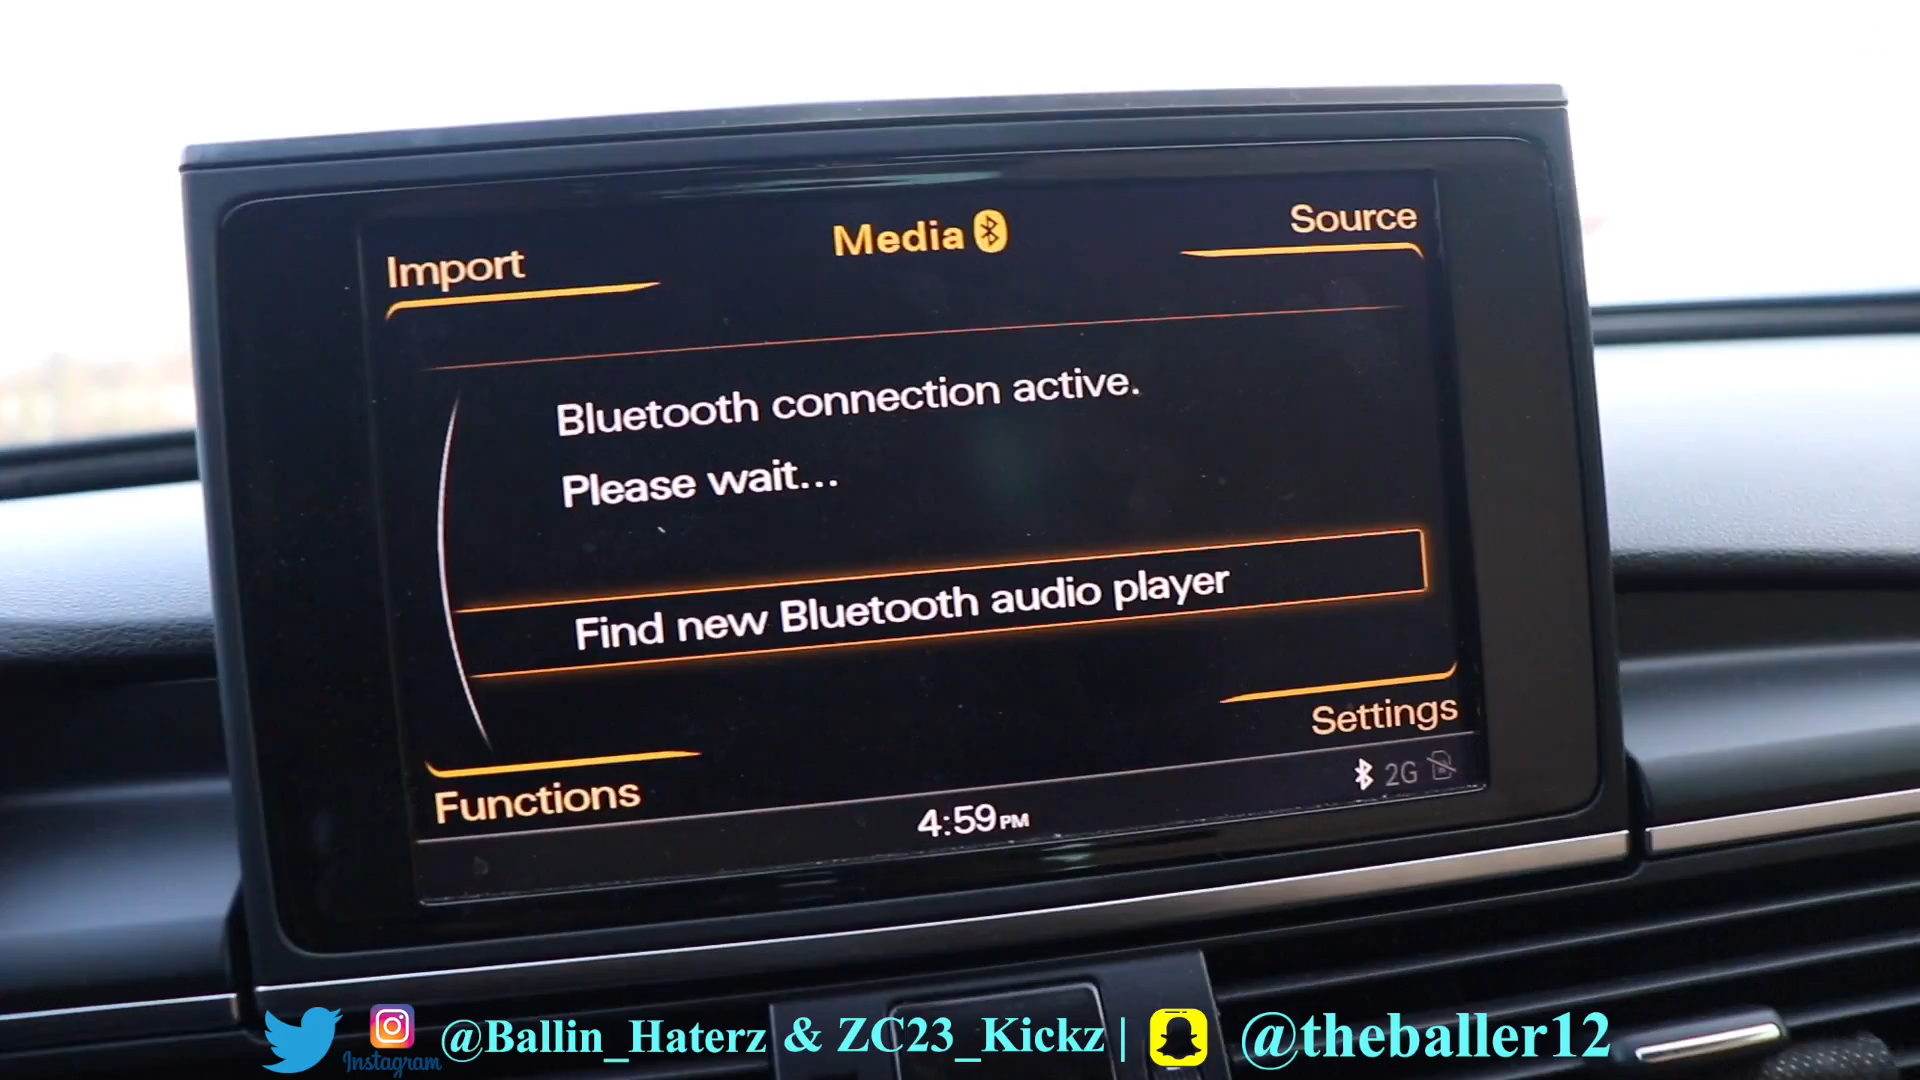 Import
Media
Source
Bluetooth connection active.
Please wait...
Find new Bluetooth audio player
Settings
Functions
4:59 PM
2G
Instagram
@Ballin_Haterz & ZC23_Kickz |
@theballer12